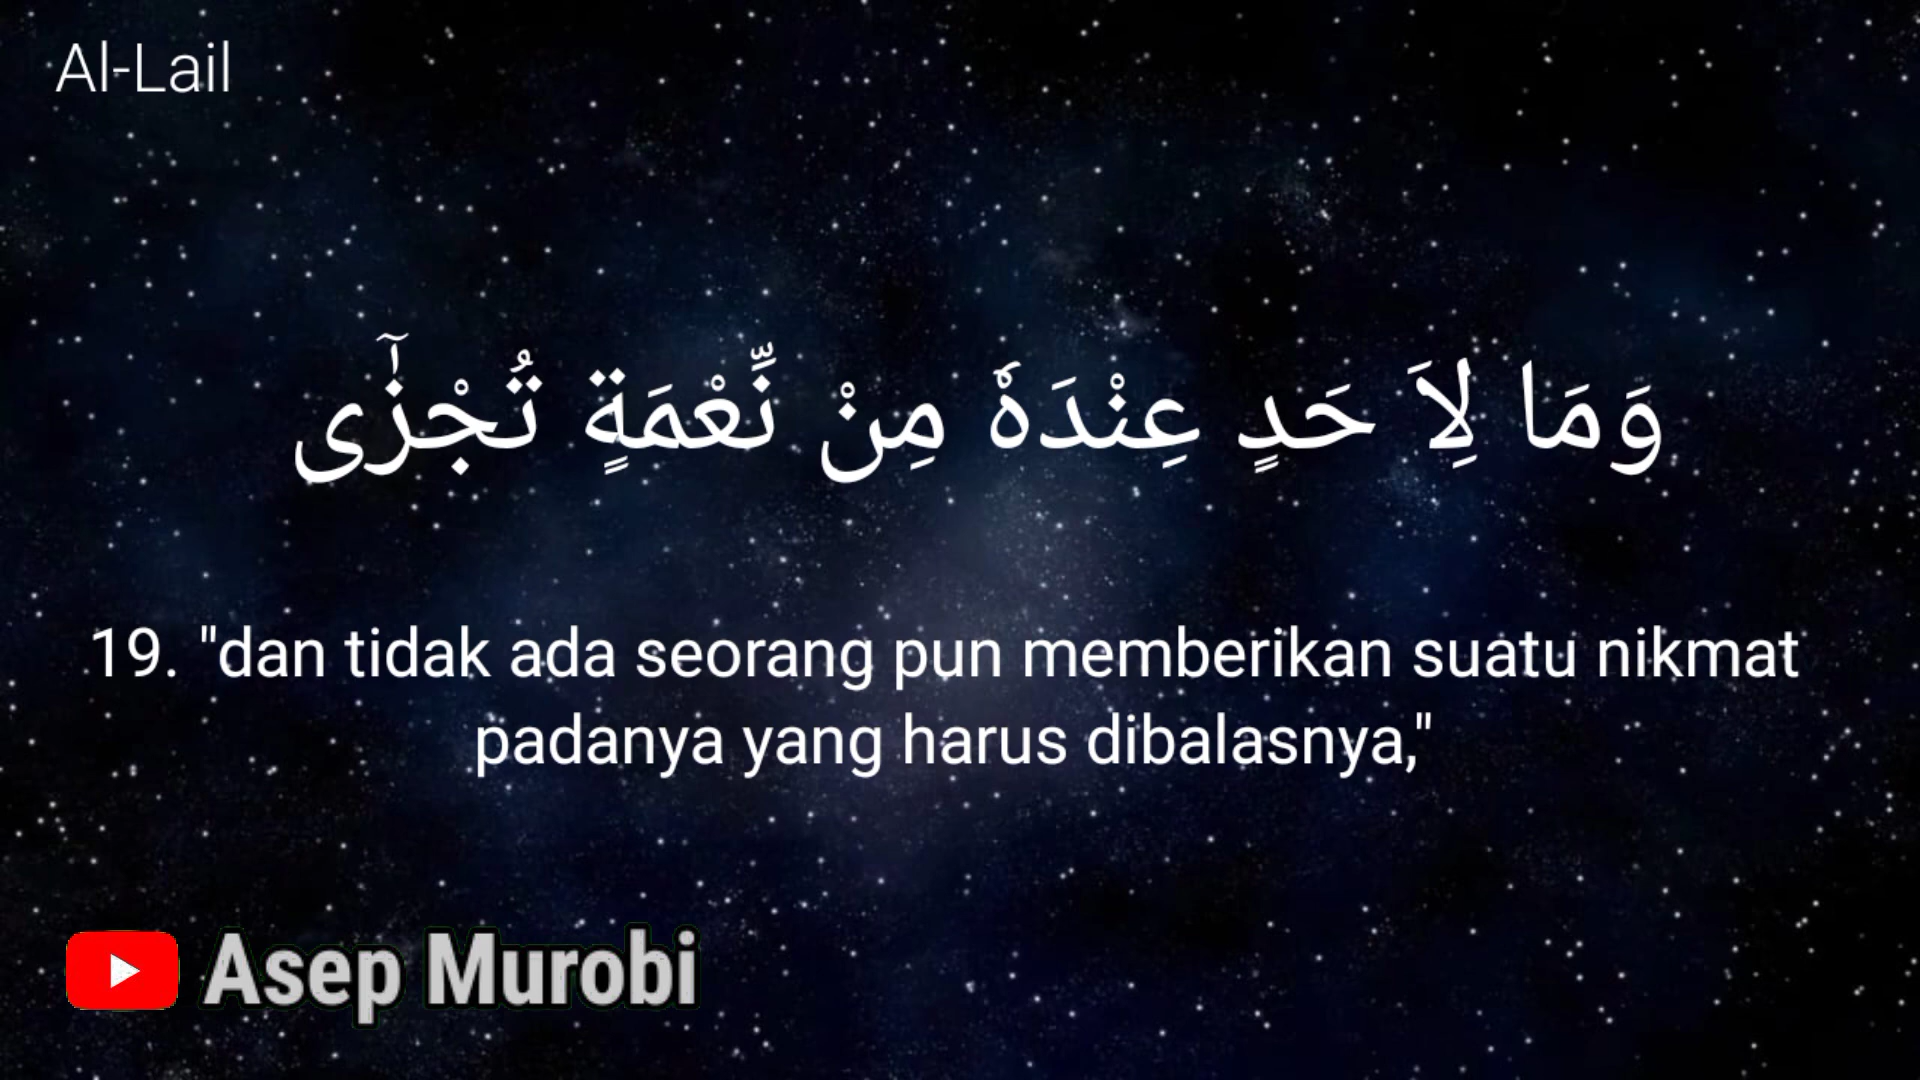 Al-Lail
وَمَا لِاَ حَدٍ عِنْدَهٗ مِنْ نِّعْمَةٍ تُجْزٰۤى
19. "dan tidak ada seorang pun memberikan suatu nikmat
padanya yang harus dibalasnya,"
Asep Murobi